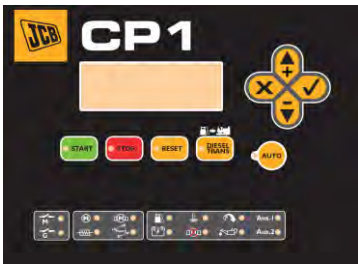 JCB
CP1
START
STOP
RESET
DIESEL
TRANS
AUTO
Aux.1
Aux.2